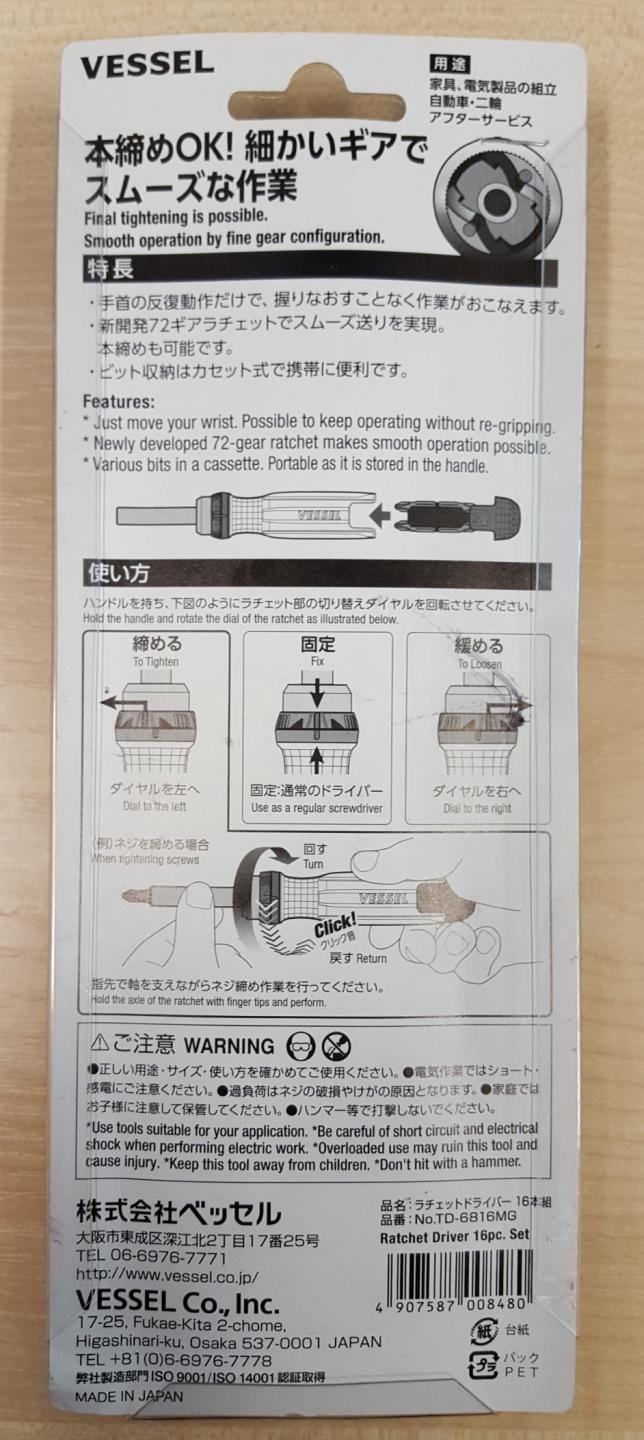 VESSEL
用途
家具、電気製品の組立
自動車・二輪
アフターサービス
本締めOK! 細かいギアで
スムーズな作業
Final tightening is possible.
Smooth operation by fine gear configuration.
特長
・手首の反復動作だけで、握りなおすことなく作業がおこなえます。
・新開発72ギアラチェットでスムーズ送りを実現。
本締めも可能です。
・ビット収納はカセット式で携帯に便利です。
Features:
* Just move your wrist. Possible to keep operating without re-gripping.
* Newly developed 72-gear ratchet makes smooth operation possible.
* Various bits in a cassette. Portable as it is stored in the handle.
VESSEL
使い方
ハンドルを持ち、下図のようにラチェット部の切り替えダイヤルを回転させてください。
Hold the handle and rotate the dial of the ratchet as illustrated below.
締める
To Tighten
ダイヤルを左へ
Dial to the left
固定
Fix
固定:通常のドライバー
Use as a regular screwdriver
緩める
To Loosen
ダイヤルを右へ
Dial to the right
(例)ネジを締める場合
When tightening screws
回す
Turn
VESSEL
Click!
クリック音
戻す Return
指先で軸を支えながらネジ締め作業を行ってください。
Hold the axle of the ratchet with finger tips and perform.
⚠ご注意 WARNING
●正しい用途・サイズ・使い方を確かめてご使用ください。●電気作業ではショート・
感電にご注意ください。●過負荷はネジの破損やけがの原因となります。●家庭では
お子様に注意して保管してください。●ハンマー等で打撃しないでください。
*Use tools suitable for your application. *Be careful of short circuit and electrical
shock when performing electric work. *Overloaded use may ruin this tool and
cause injury. *Keep this tool away from children. *Don't hit with a hammer.
株式会社ベッセル
大阪市東成区深江北2丁目17番25号
TEL 06-6976-7771
http://www.vessel.co.jp/
VESSEL Co., Inc.
17-25, Fukae-Kita 2-chome,
Higashinari-ku, Osaka 537-0001 JAPAN
TEL +81(0)6-6976-7778
弊社製造部門 ISO 9001/ISO 14001 認証取得
MADE IN JAPAN
品名:ラチェットドライバー 16本組
品番:No.TD-6816MG
Ratchet Driver 16pc. Set
4 907587 008480
紙 台紙
プラ パック
PET